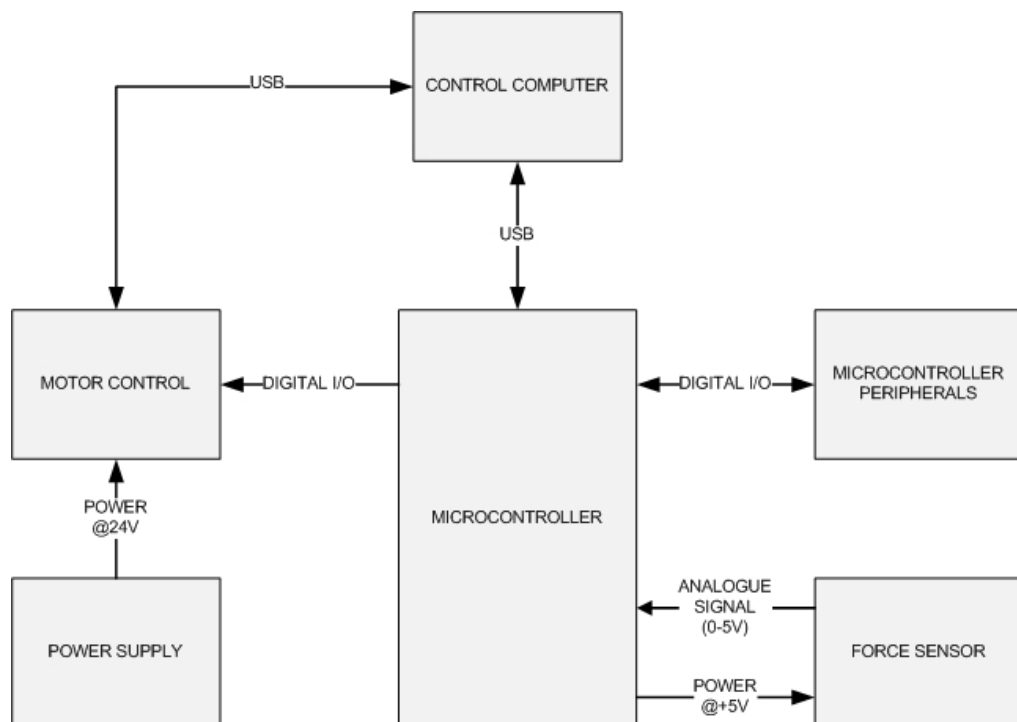 CONTROL COMPUTER
USB
USB
MOTOR CONTROL
DIGITAL I/O
DIGITAL I/O
MICROCONTROLLER
PERIPHERALS
POWER
@24V
MICROCONTROLLER
ANALOGUE
SIGNAL
(0-5V)
POWER SUPPLY
FORCE SENSOR
POWER
@+5V